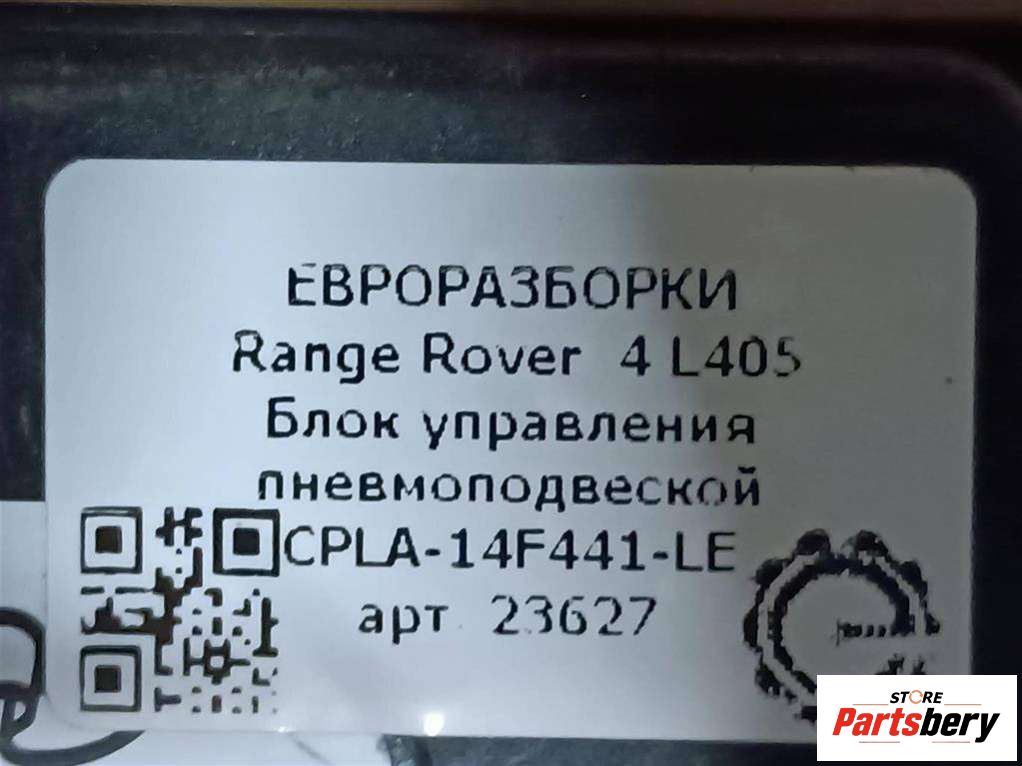 ЕВРОРАЗБОРКИ
Range Rover 4 L405
Блок управления
пневмоподвеской
CPLA-14F441-LE
арт 23627
STORE
Partsbery